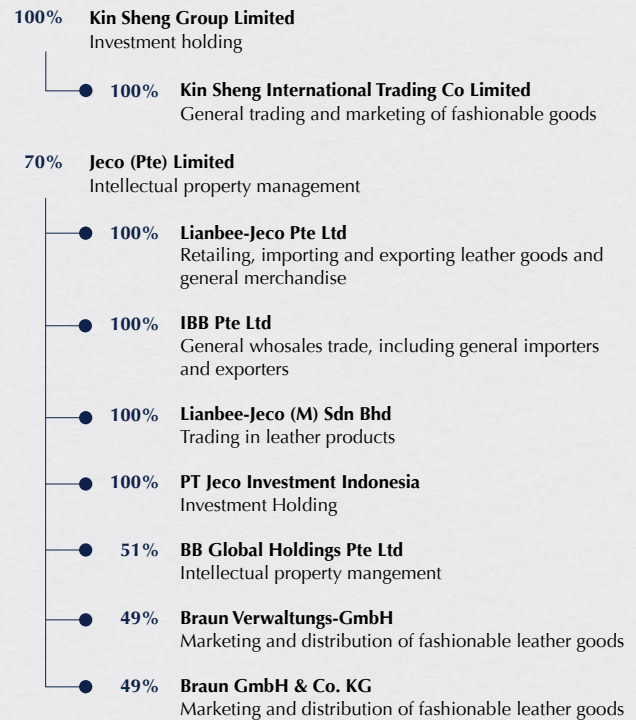 100% Kin Sheng Group Limited
Investment holding
100% Kin Sheng International Trading Co Limited
General trading and marketing of fashionable goods
70% Jeco (Pte) Limited
Intellectual property management
100% Lianbee-Jeco Pte Ltd
Retailing, importing and exporting leather goods and
general merchandise
100% IBB Pte Ltd
General whosales trade, including general importers
and exporters
100% Lianbee-Jeco (M) Sdn Bhd
Trading in leather products
100% PT Jeco Investment Indonesia
Investment Holding
51% BB Global Holdings Pte Ltd
Intellectual property mangement
49% Braun Verwaltungs-GmbH
Marketing and distribution of fashionable leather goods
49% Braun GmbH & Co. KG
Marketing and distribution of fashionable leather goods